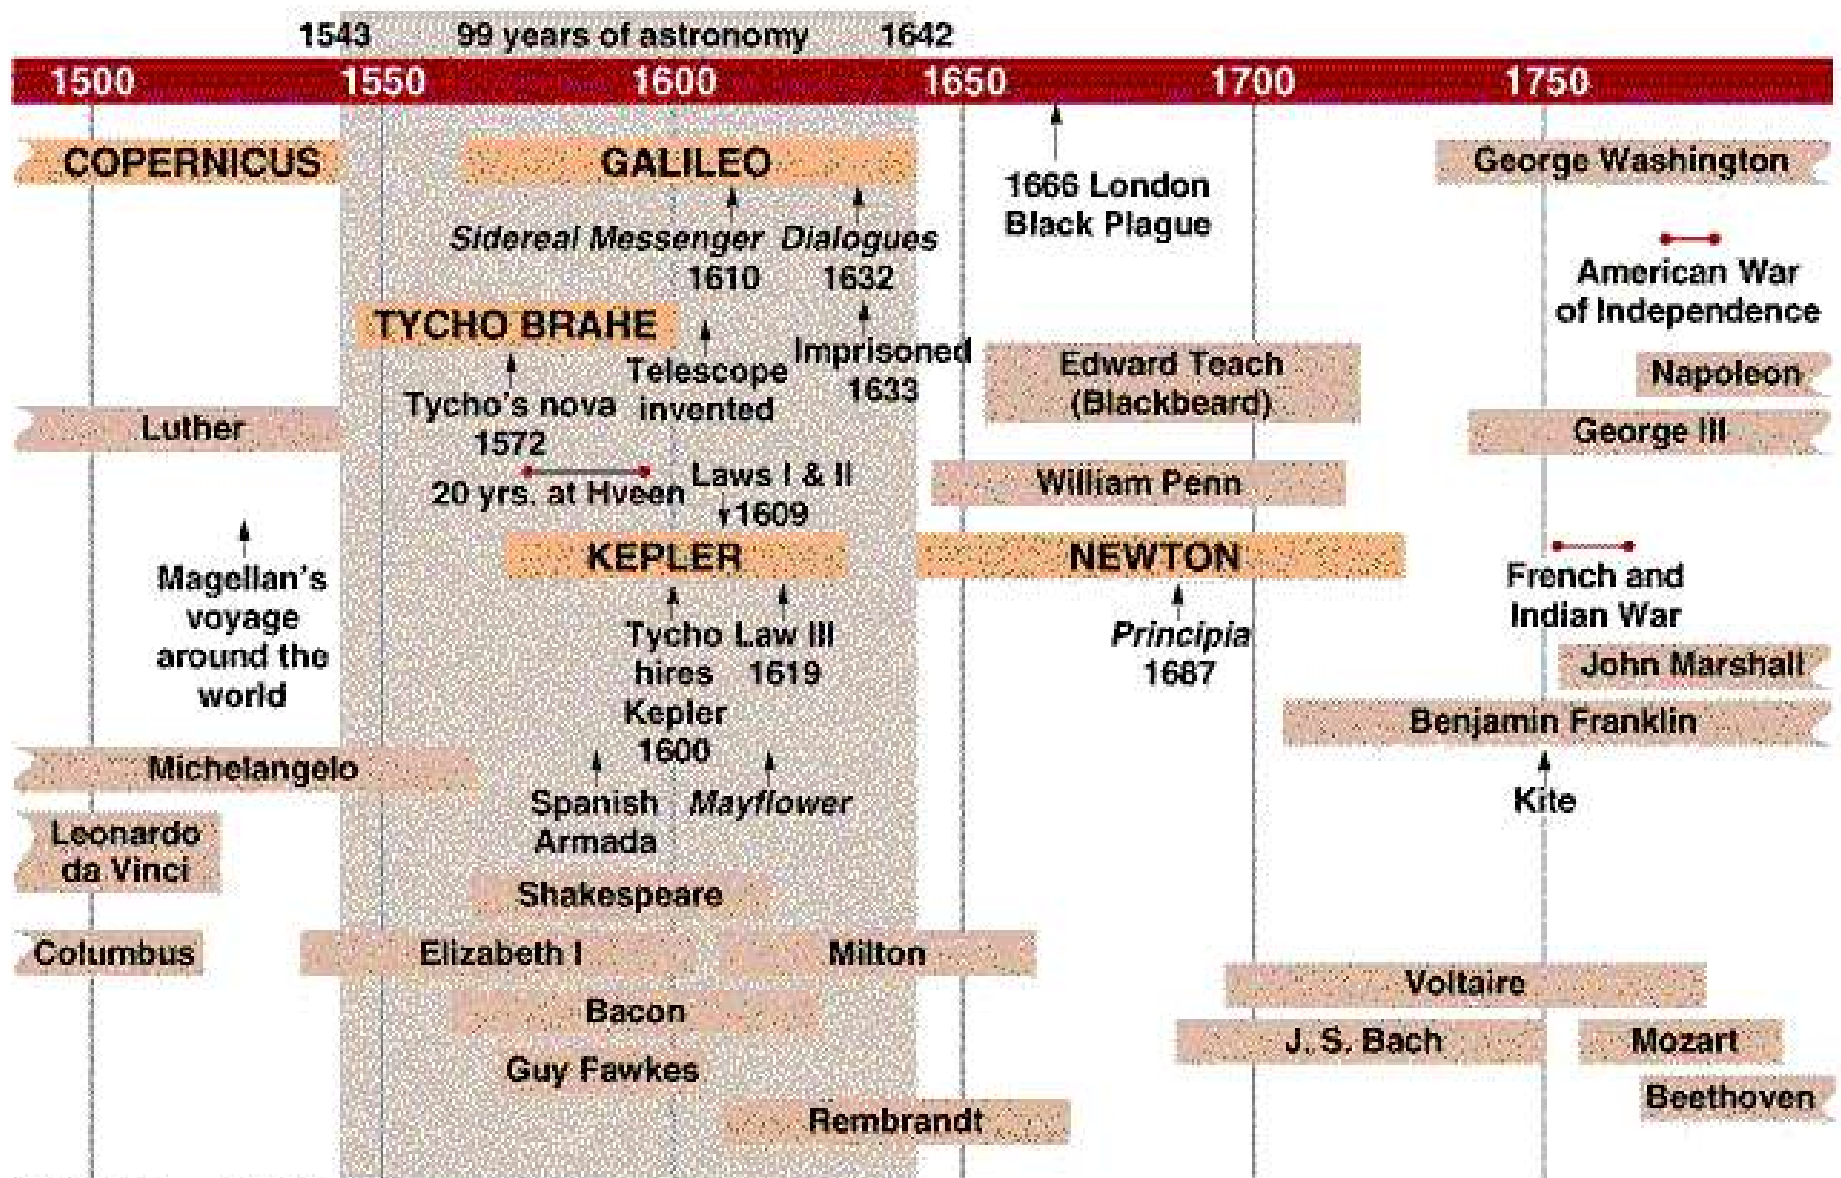 1543 99 years of astronomy 1642
1500 1550 1600 1650 1700 1750
COPERNICUS
GALILEO
George Washington
Sidereal Messenger
1610
Dialogues
1632
1666 London
Black Plague
American War
of Independence
TYCHO BRAHE
Telescope
invented
Imprisoned
1633
Edward Teach
(Blackbeard)
Napoleon
Luther
Tycho's nova
1572
George III
20 yrs. at Hveen
Laws I & II
1609
William Penn
KEPLER
NEWTON
French and
Indian War
Magellan's
voyage
around the
world
Tycho
hires
Kepler
1600
Law III
1619
Principia
1687
John Marshall
Benjamin Franklin
Kite
Michelangelo
Spanish
Armada
Mayflower
Leonardo
da Vinci
Shakespeare
Columbus
Elizabeth I
Milton
Voltaire
Bacon
J. S. Bach
Mozart
Guy Fawkes
Beethoven
Rembrandt